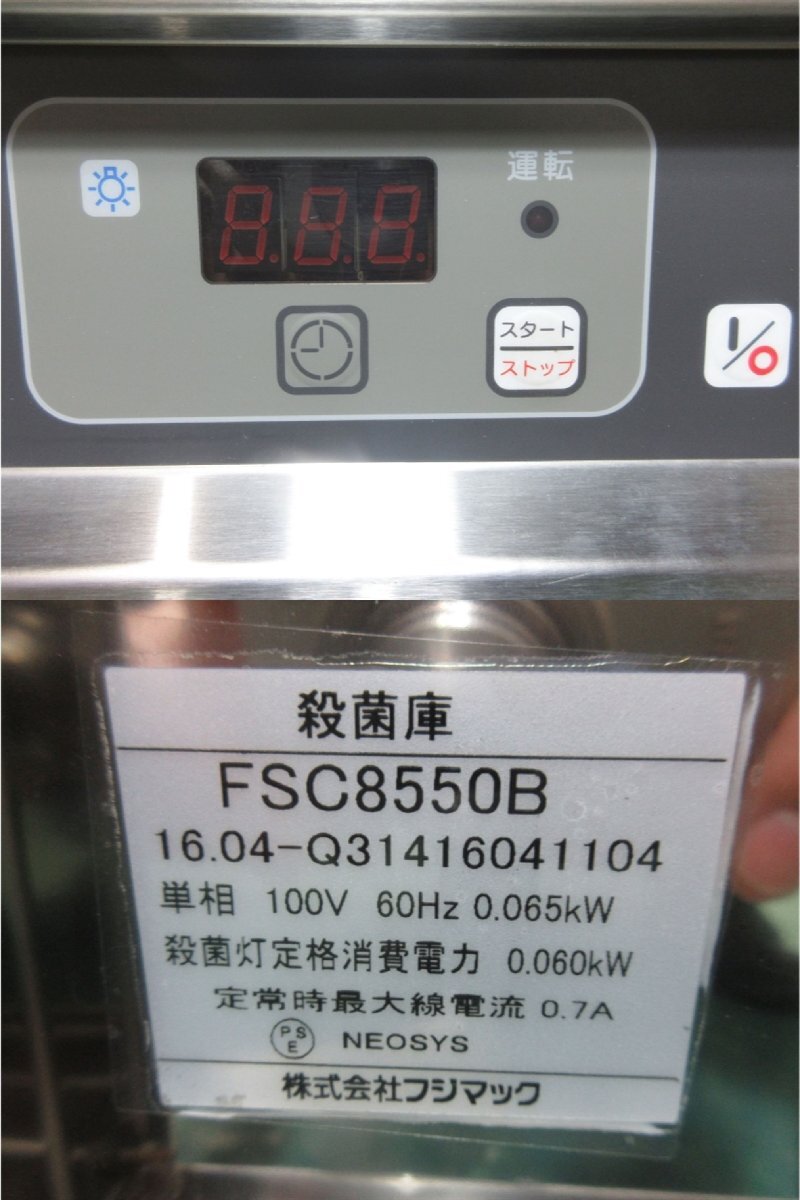 運転
8.8.8.
スタート
ストップ
殺菌庫
FSC8550B
16.04-Q31416041104
単相 100V 60Hz 0.065kW
殺菌灯定格消費電力 0.060kW
定常時最大線電流 0.7A
PS
E NEOSYS
株式会社フジマック